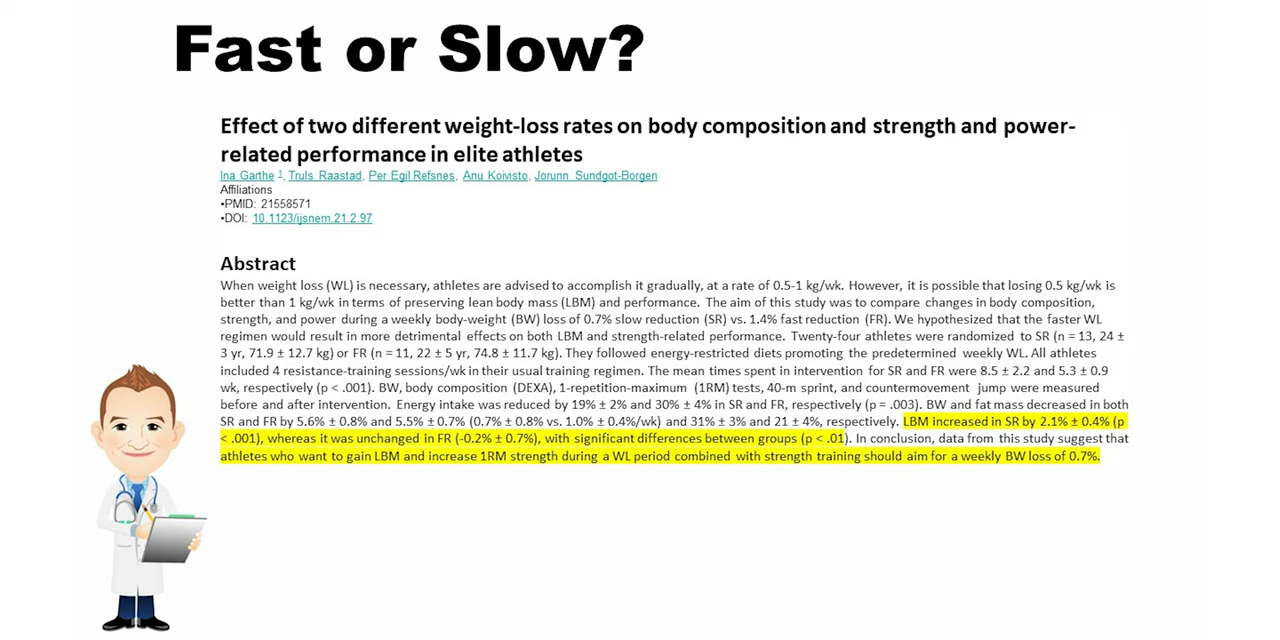 Fast or Slow?
Effect of two different weight-loss rates on body composition and strength and power-
related performance in elite athletes
Ina Garthe 1, Truls Raastad, Per Egil Refsnes, Anu Koivisto, Jorunn Sundgot-Borgen
Affiliations
•PMID: 21558571
•DOI: 10.1123/ijsnem.21.2.97
Abstract
When weight loss (WL) is necessary, athletes are advised to accomplish it gradually, at a rate of 0.5-1 kg/wk. However, it is possible that losing 0.5 kg/wk is
better than 1 kg/wk in terms of preserving lean body mass (LBM) and performance. The aim of this study was to compare changes in body composition,
strength, and power during a weekly body-weight (BW) loss of 0.7% slow reduction (SR) vs. 1.4% fast reduction (FR). We hypothesized that the faster WL
regimen would result in more detrimental effects on both LBM and strength-related performance. Twenty-four athletes were randomized to SR (n = 13, 24 ±
3 yr, 71.9 ± 12.7 kg) or FR (n = 11, 22 ± 5 yr, 74.8 ± 11.7 kg). They followed energy-restricted diets promoting the predetermined weekly WL. All athletes
included 4 resistance-training sessions/wk in their usual training regimen. The mean times spent in intervention for SR and FR were 8.5 ± 2.2 and 5.3 ± 0.9
wk, respectively (p < .001). BW, body composition (DEXA), 1-repetition-maximum (1RM) tests, 40-m sprint, and countermovement jump were measured
before and after intervention. Energy intake was reduced by 19% ± 2% and 30% ± 4% in SR and FR, respectively (p = .003). BW and fat mass decreased in both
SR and FR by 5.6% ± 0.8% and 5.5% ± 0.7% (0.7% ± 0.8% vs. 1.0% ± 0.4%/wk) and 31% ± 3% and 21 ± 4%, respectively. LBM increased in SR by 2.1% ± 0.4% (p
< .001), whereas it was unchanged in FR (-0.2% ± 0.7%), with significant differences between groups (p < .01). In conclusion, data from this study suggest that
athletes who want to gain LBM and increase 1RM strength during a WL period combined with strength training should aim for a weekly BW loss of 0.7%.